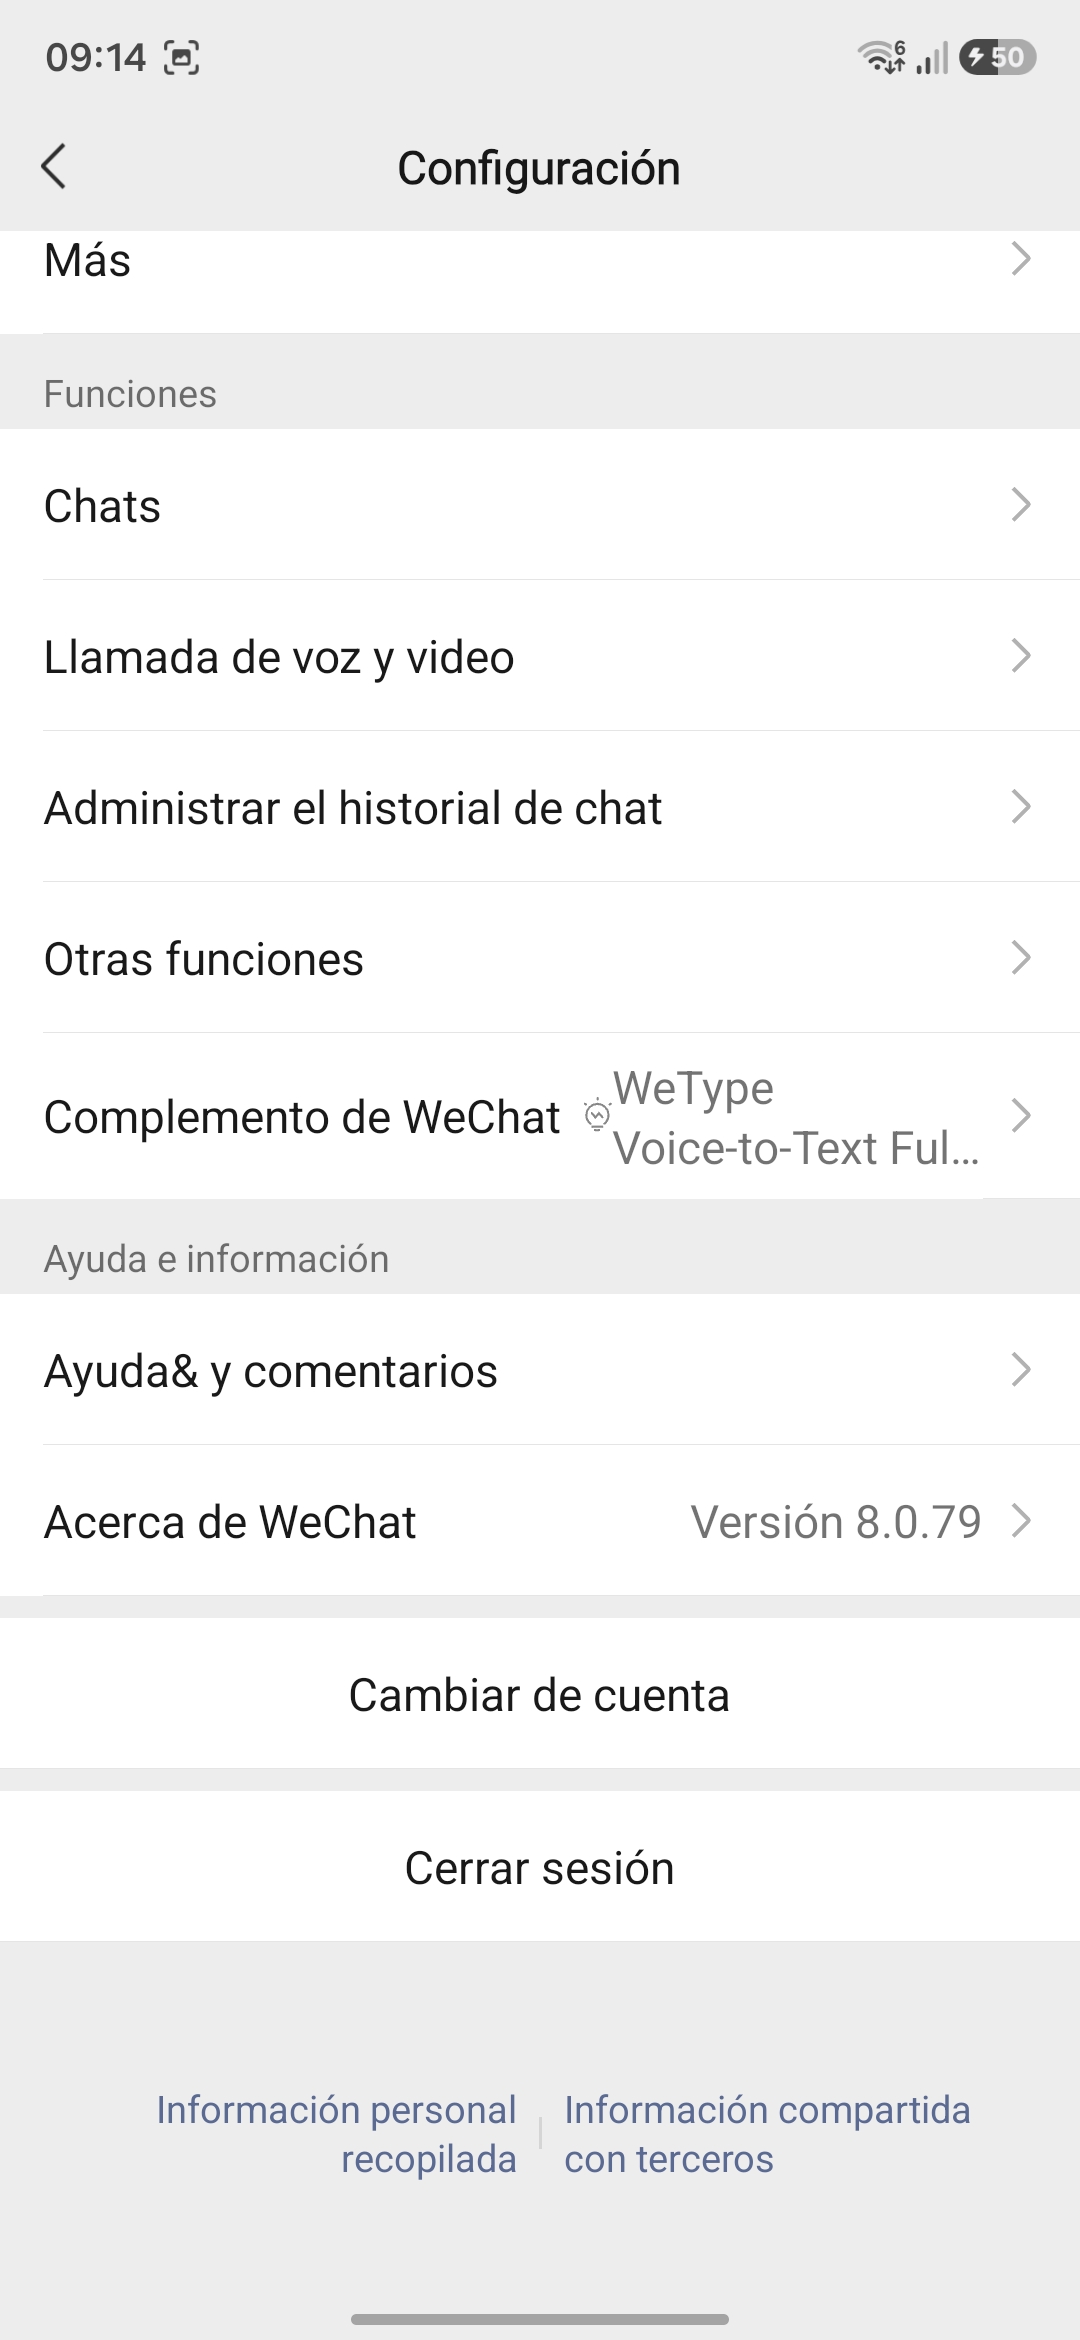 09:14
6
50
Configuración
Más
Funciones
Chats
Llamada de voz y video
Administrar el historial de chat
Otras funciones
Complemento de WeChat
WeType
Voice-to-Text Ful...
Ayuda e información
Ayuda& y comentarios
Acerca de WeChat
Versión 8.0.79
Cambiar de cuenta
Cerrar sesión
Información personal
recopilada
Información compartida
con terceros